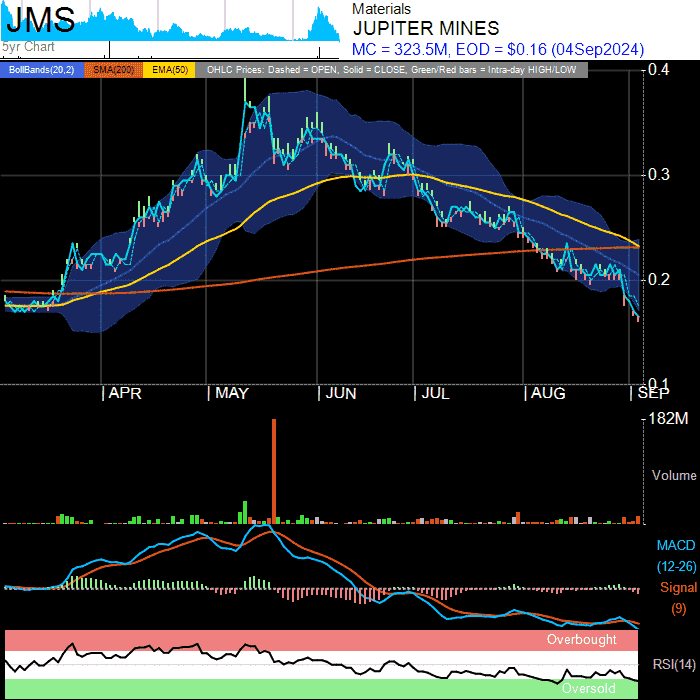 JMS
5yr Chart
Materials
JUPITER MINES
MC = 323.5M, EOD = $0.16 (04Sep2024)
BollBands(20,2) SMA(200) EMA(50) OHLC Prices: Dashed = OPEN, Solid = CLOSE, Green/Red bars = Intra-day HIGH/LOW
0.4
0.3
0.2
0.1
APR MAY JUN JUL AUG SEP
182M
Volume
MACD
(12-26)
Signal
(9)
Overbought
RSI(14)
Oversold